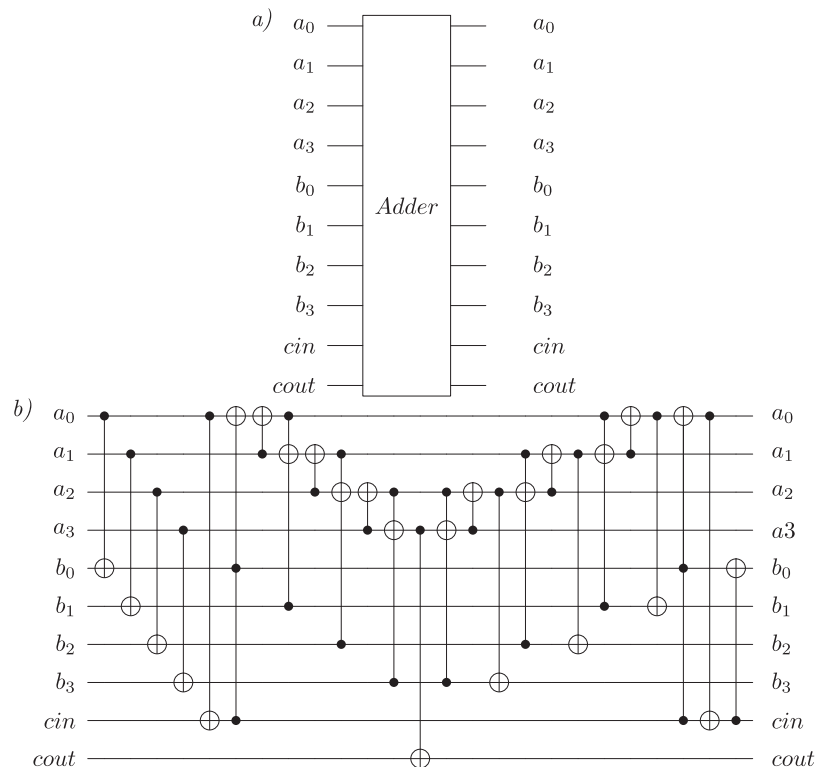 a) a₀ a₀
a₁ a₁
a₂ a₂
a₃ a₃
b₀ b₀
Adder
b₁ b₁
b₂ b₂
b₃ b₃
cin cin
cout cout
b) a₀ a₀
a₁ a₁
a₂ a₂
a₃ a3
b₀ b₀
b₁ b₁
b₂ b₂
b₃ b₃
cin cin
cout cout